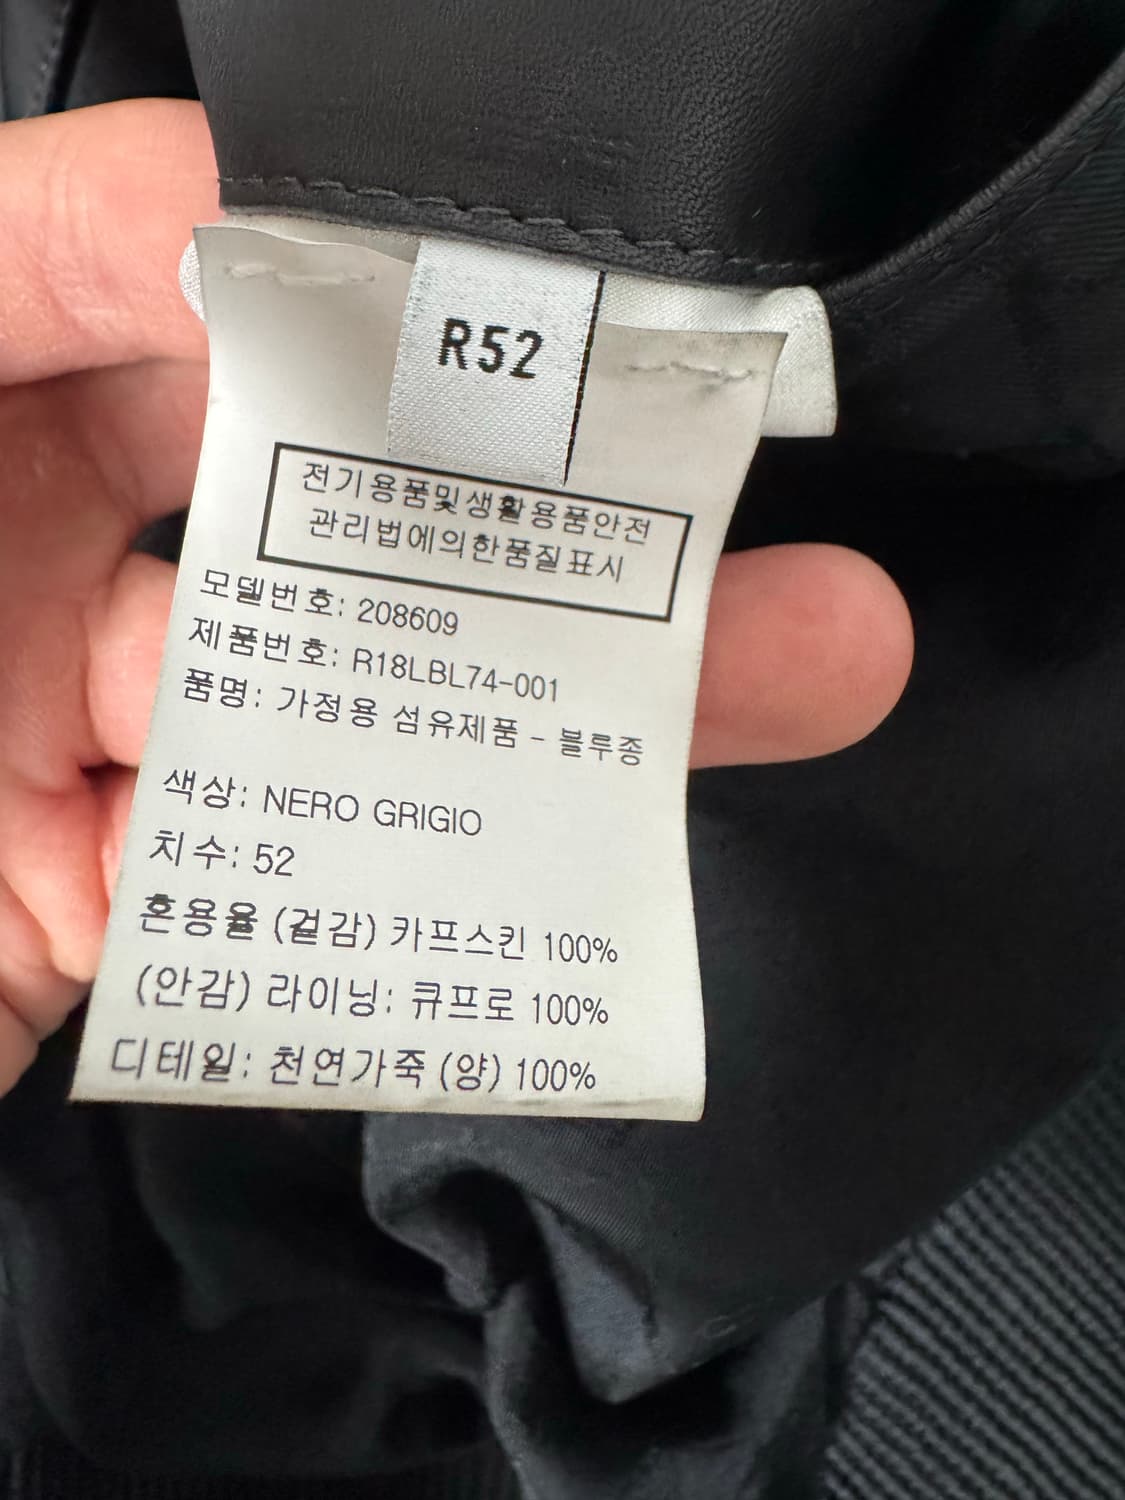 R52
전기용품및생활용품안전
관리법에의한품질표시
모델번호: 208609
제품번호: R18LBL74-001
품명: 가정용 섬유제품 - 블루종
색상: NERO GRIGIO
치수: 52
혼용율 (겉감) 카프스킨 100%
(안감) 라이닝: 큐프로 100%
디테일: 천연가죽 (양) 100%